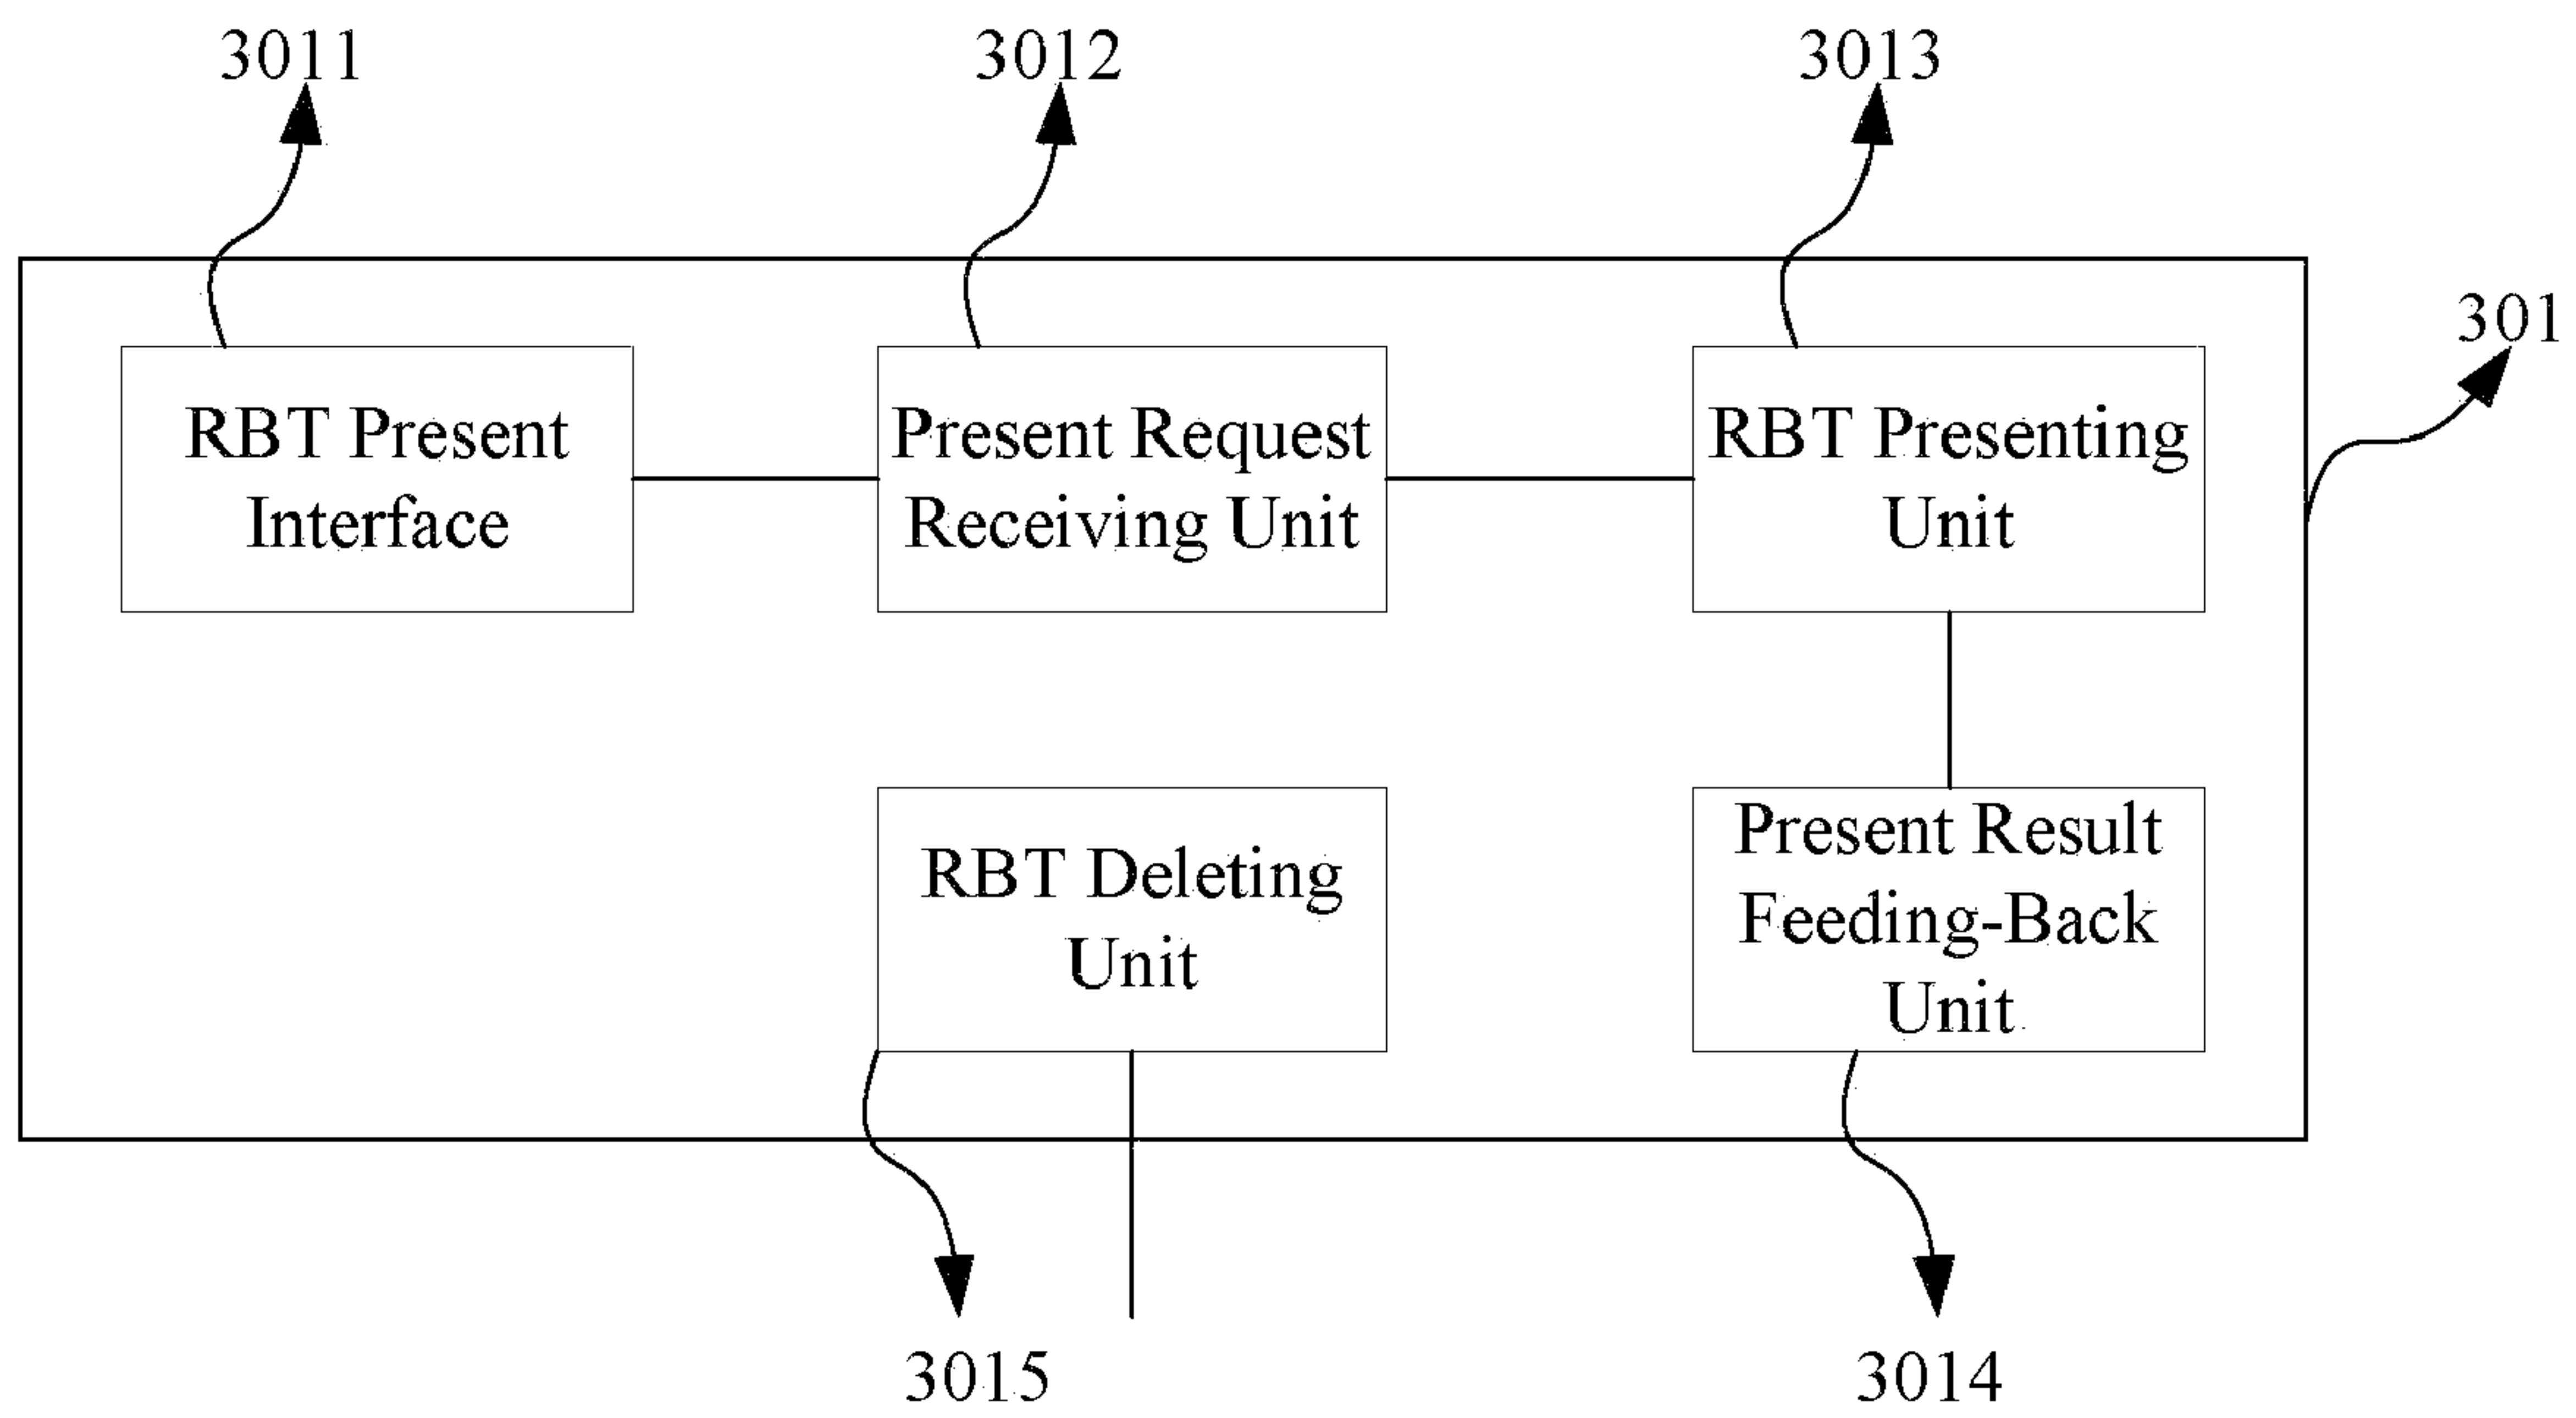 3011
3012
3013
301
RBT Present
Interface
Present Request
Receiving Unit
RBT Presenting
Unit
RBT Deleting
Unit
Present Result
Feeding-Back
Unit
3015
3014